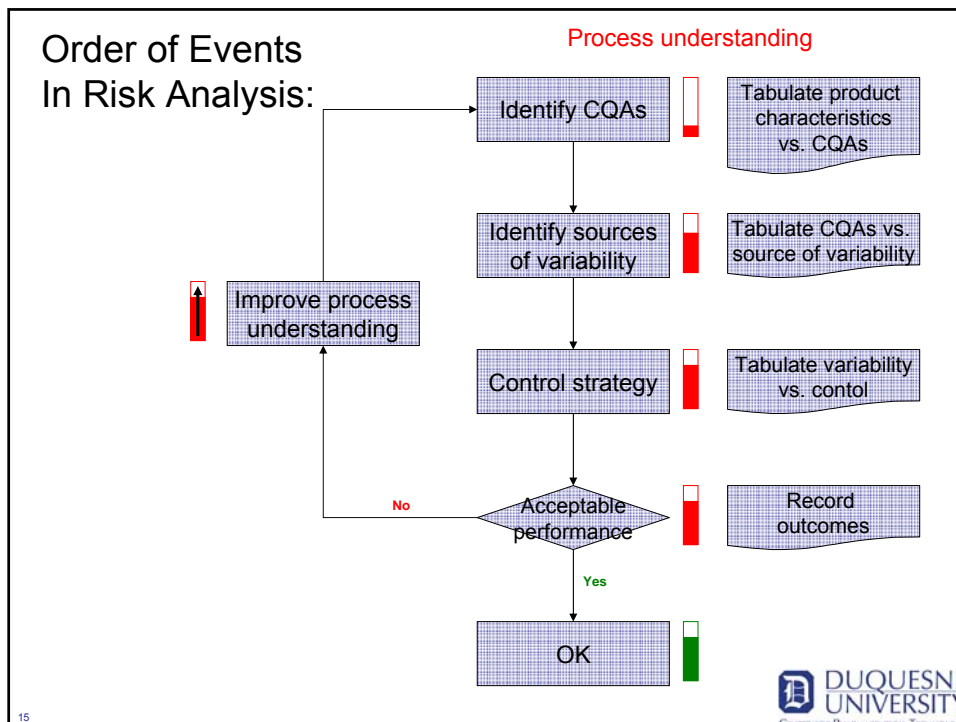 Order of Events
In Risk Analysis:
Process understanding
Identify CQAs
Tabulate product
characteristics
vs. CQAs
Identify sources
of variability
Tabulate CQAs vs.
source of variability
Improve process
understanding
Control strategy
Tabulate variability
vs. contol
No
Acceptable
performance
Record
outcomes
Yes
OK
15
D
DUQUESN
UNIVERSITY